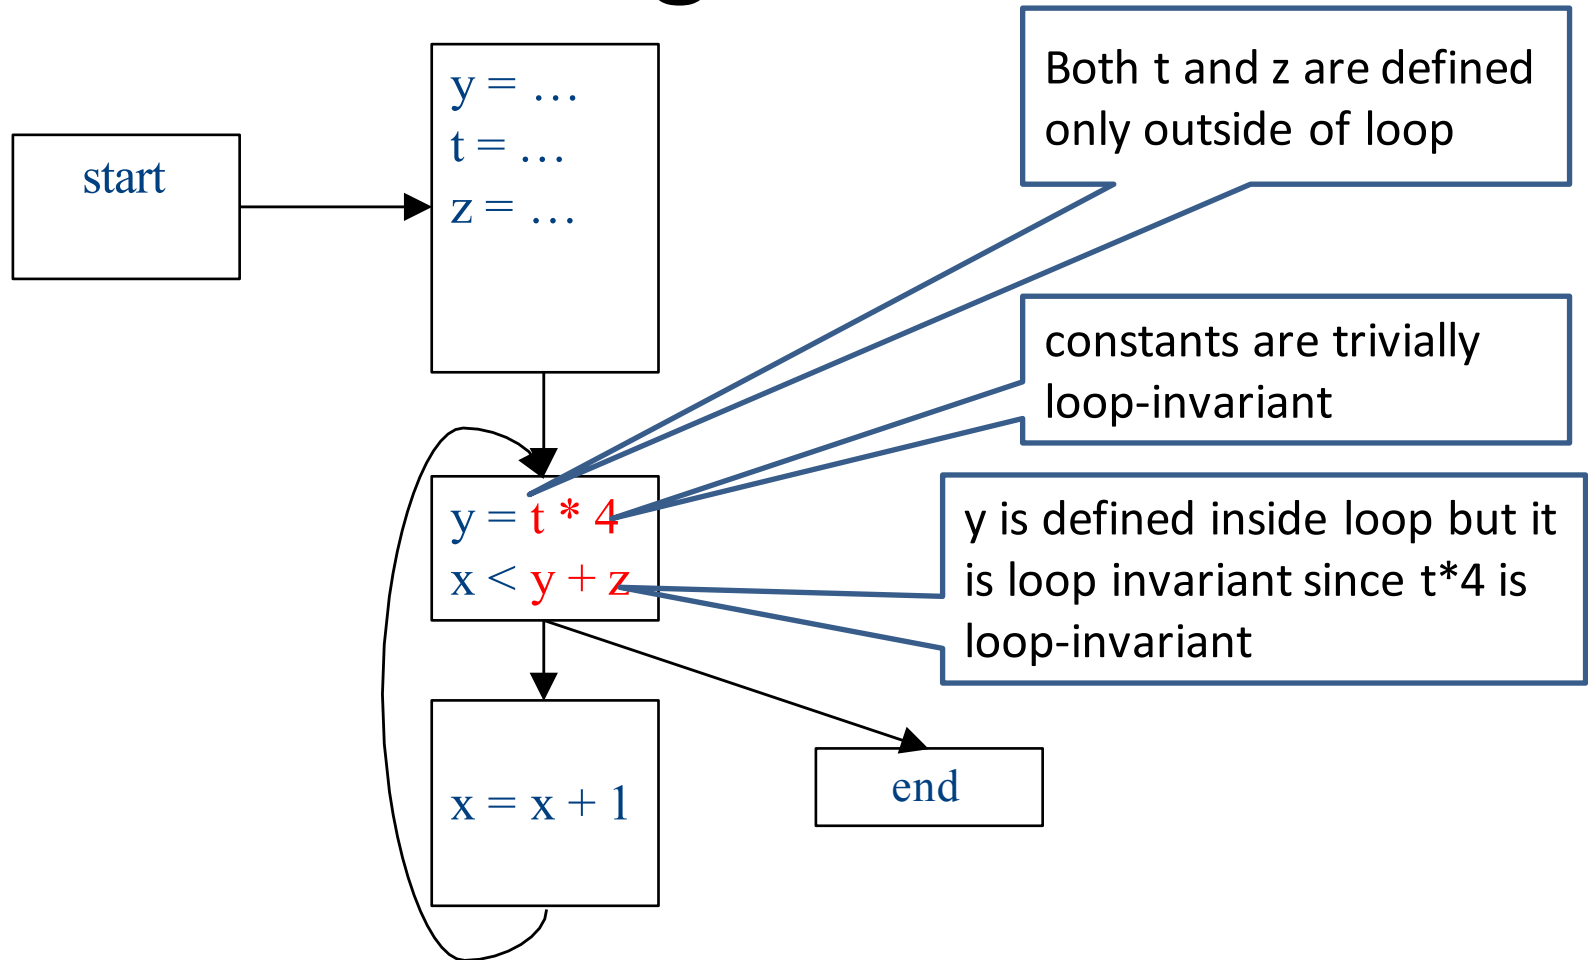 start
y = …
t = …
z = …
Both t and z are defined
only outside of loop
constants are trivially
loop-invariant
y = t * 4
x < y + z
y is defined inside loop but it
is loop invariant since t*4 is
loop-invariant
x = x + 1
end